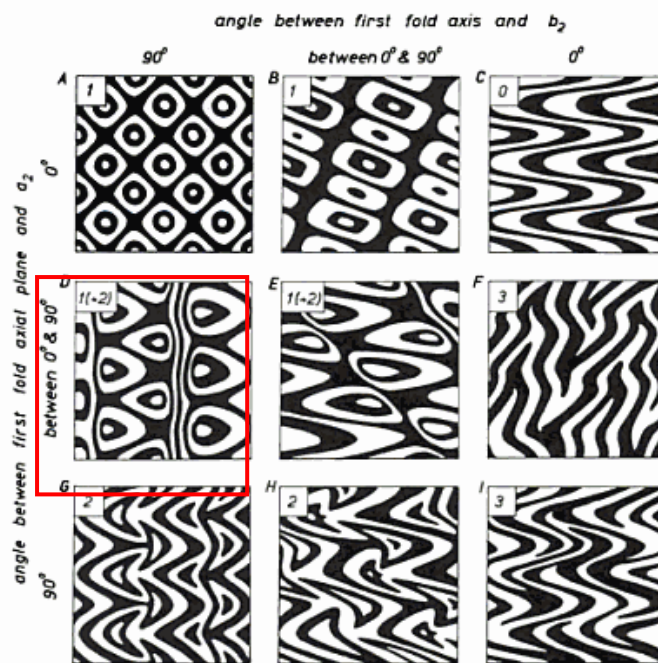 angle between first fold axis and b₂
90° between 0° & 90° 0°
A 1 B 1 C 0
0°
D 1(→2) E 1(→2) F 3
between 0° & 90°
G 2 H 2 I 3
90°
angle between first fold axial plane and a₂